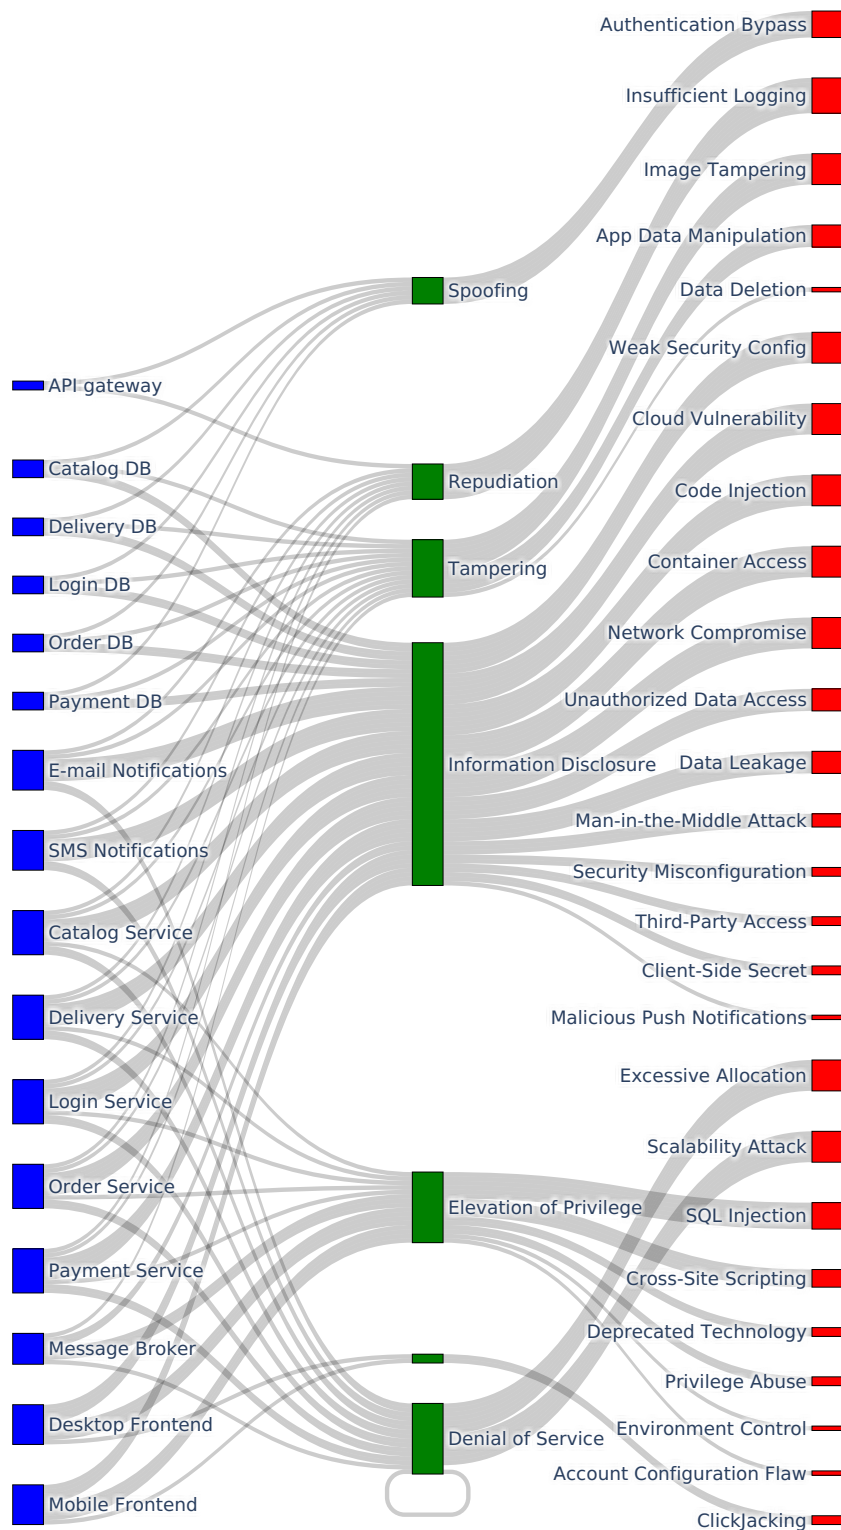 Authentication Bypass
Insufficient Logging
Image Tampering
App Data Manipulation
Data Deletion
Weak Security Config
Cloud Vulnerability
Code Injection
Container Access
Network Compromise
Unauthorized Data Access
Data Leakage
Man-in-the-Middle Attack
Security Misconfiguration
Third-Party Access
Client-Side Secret
Malicious Push Notifications
Excessive Allocation
Scalability Attack
SQL Injection
Cross-Site Scripting
Deprecated Technology
Privilege Abuse
Environment Control
Account Configuration Flaw
ClickJacking
Spoofing
Repudiation
Tampering
Information Disclosure
Elevation of Privilege
Denial of Service
API gateway
Catalog DB
Delivery DB
Login DB
Order DB
Payment DB
E-mail Notifications
SMS Notifications
Catalog Service
Delivery Service
Login Service
Order Service
Payment Service
Message Broker
Desktop Frontend
Mobile Frontend